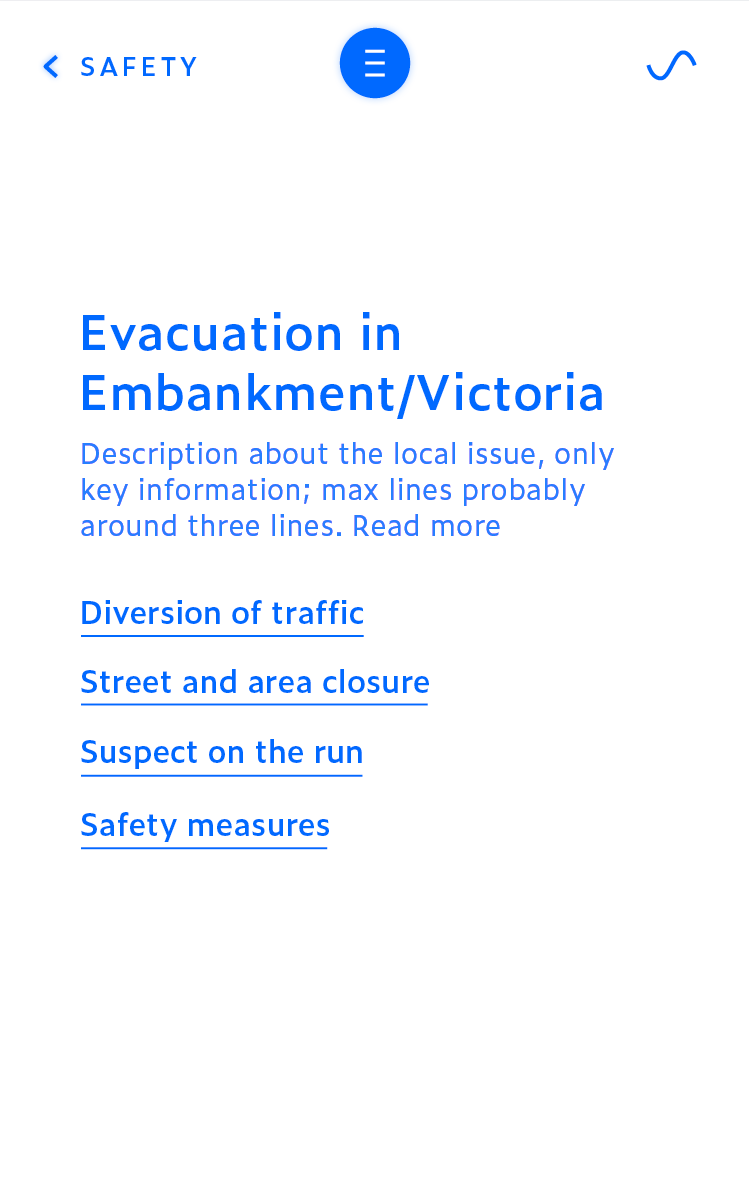 SAFETY
Evacuation in
Embankment/Victoria
Description about the local issue, only
key information; max lines probably
around three lines. Read more
Diversion of traffic
Street and area closure
Suspect on the run
Safety measures